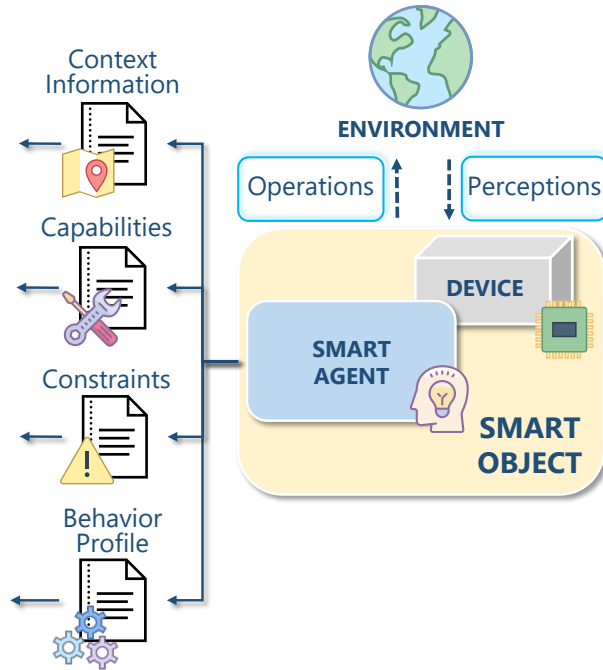 Context
Information
ENVIRONMENT
Operations
Perceptions
Capabilities
DEVICE
SMART
AGENT
Constraints
SMART
OBJECT
Behavior
Profile